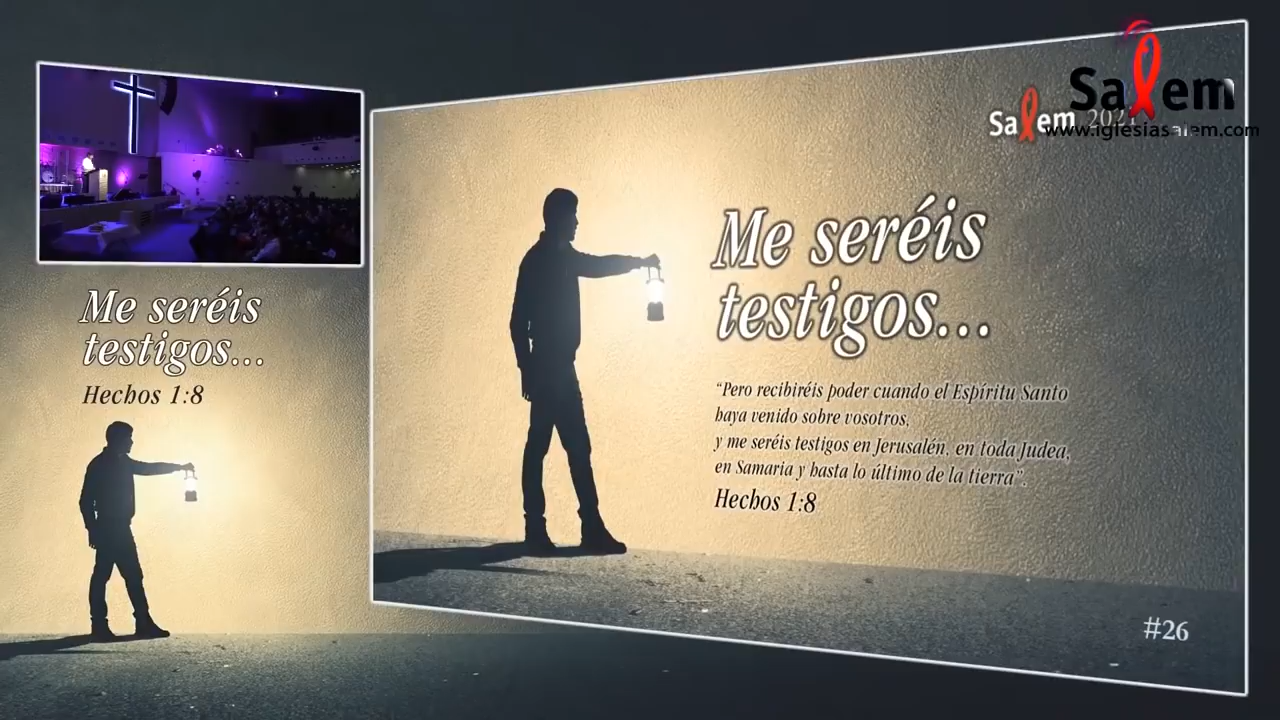 Salem
www.iglesiasalem.com
Salem
Me seréis
testigos...
Hechos 1:8
Me seréis
testigos...
“Pero recibiréis poder cuando el Espíritu Santo
haya venido sobre vosotros,
y me seréis testigos en Jerusalén, en toda Judea,
en Samaria y hasta lo último de la tierra”.
Hechos 1:8
#26